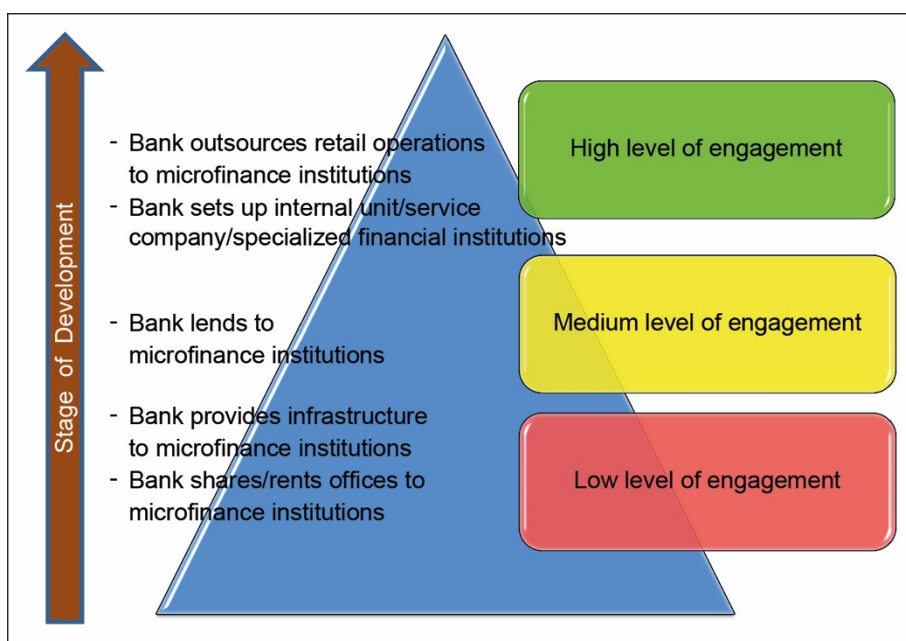 Stage of Development
- Bank outsources retail operations
to microfinance institutions
- Bank sets up internal unit/service
company/specialized financial institutions
High level of engagement
- Bank lends to
microfinance institutions
Medium level of engagement
- Bank provides infrastructure
to microfinance institutions
- Bank shares/rents offices to
microfinance institutions
Low level of engagement